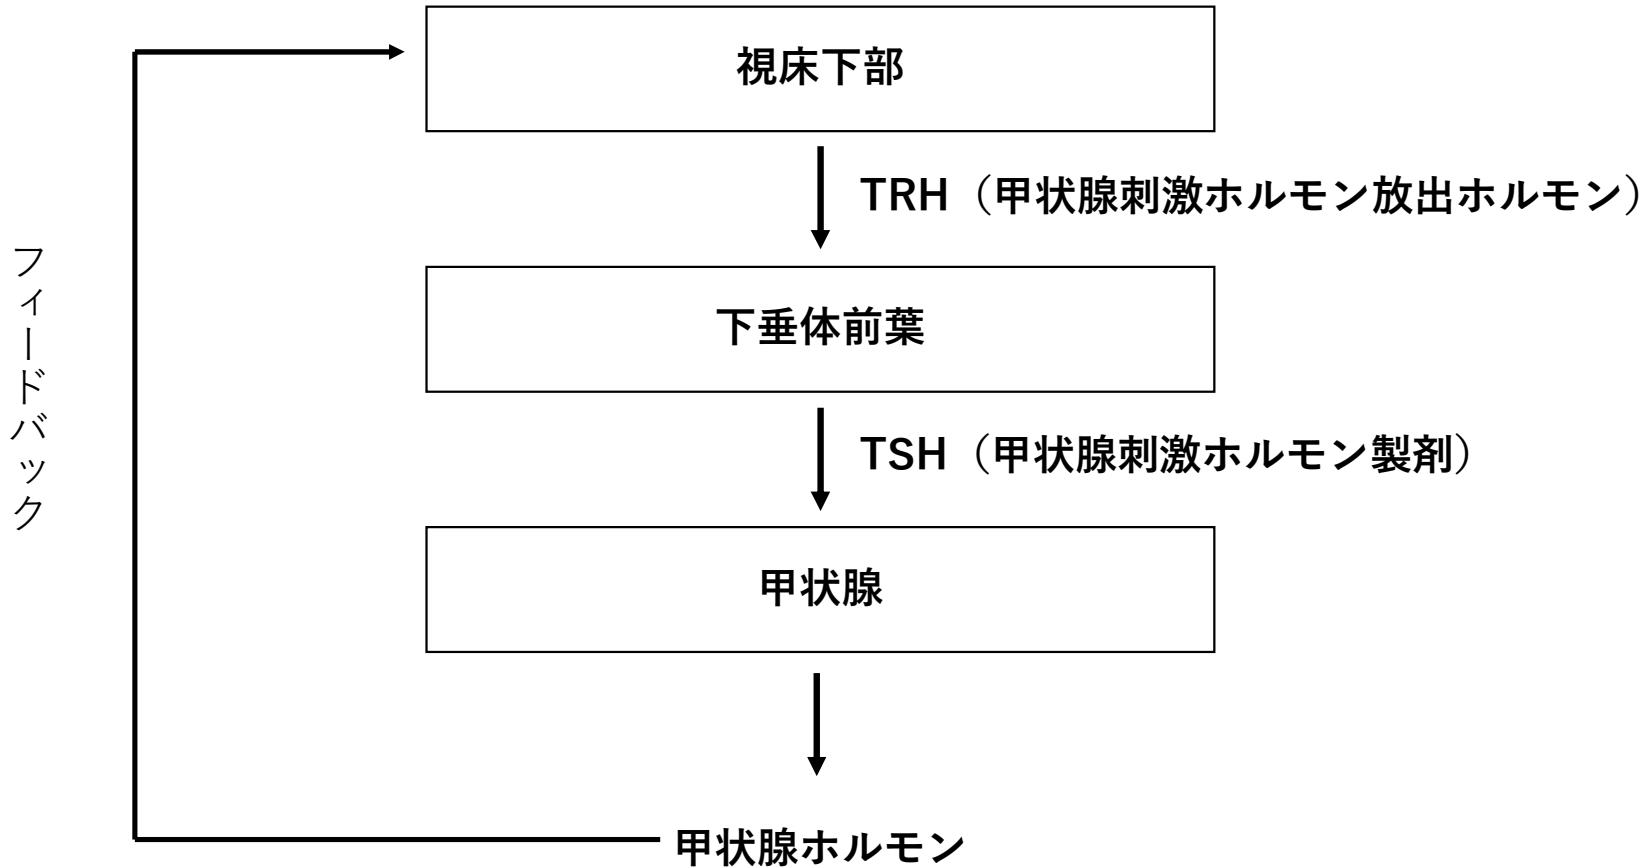 視床下部
TRH（甲状腺刺激ホルモン放出ホルモン）
フィードバック
下垂体前葉
TSH（甲状腺刺激ホルモン製剤）
甲状腺
甲状腺ホルモン